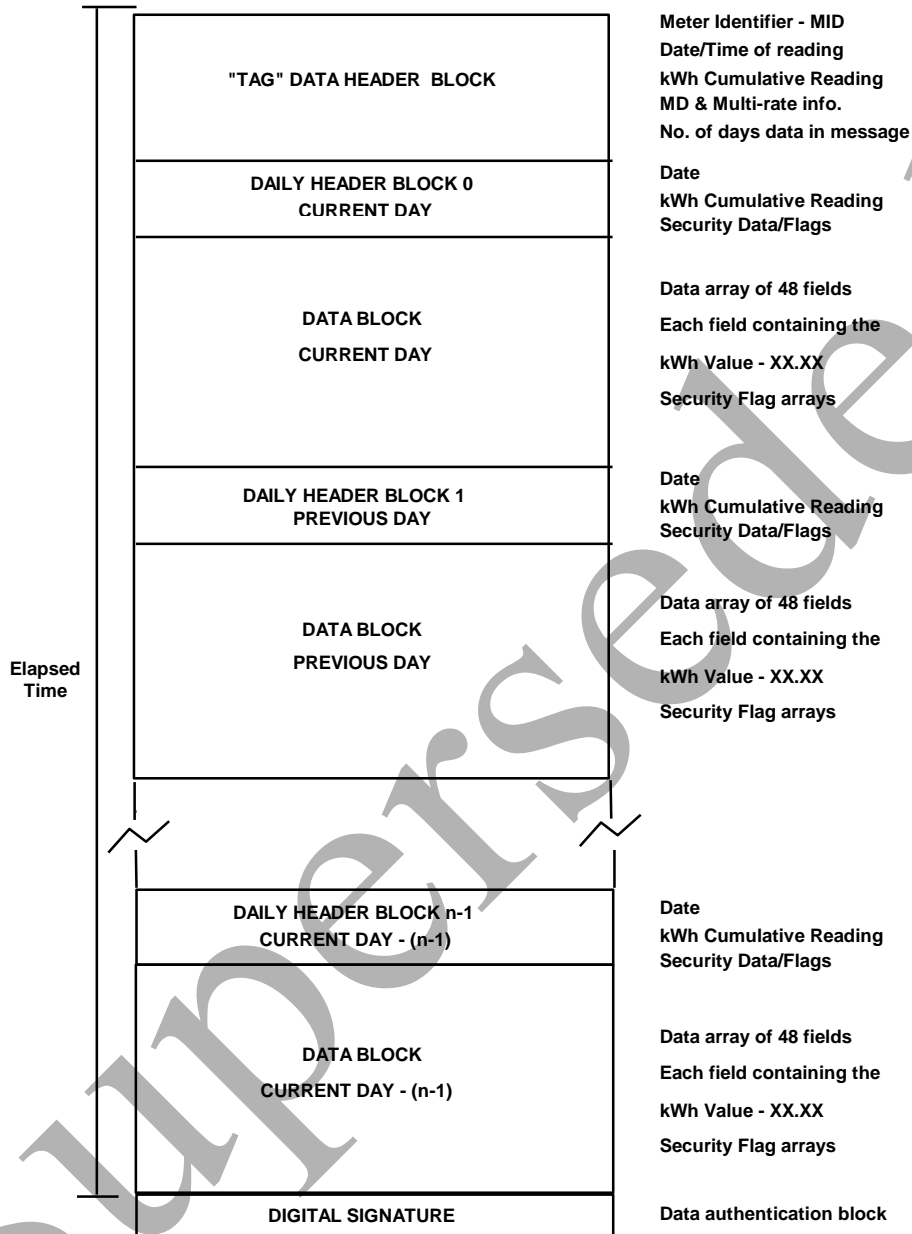 Meter Identifier - MID
Date/Time of reading
"TAG" DATA HEADER BLOCK
kWh Cumulative Reading
MD & Multi-rate info.
No. of days data in message
DAILY HEADER BLOCK 0
CURRENT DAY
Date
kWh Cumulative Reading
Security Data/Flags
DATA BLOCK
CURRENT DAY
Data array of 48 fields
Each field containing the
kWh Value - XX.XX
Security Flag arrays
DAILY HEADER BLOCK 1
PREVIOUS DAY
Date
kWh Cumulative Reading
Security Data/Flags
DATA BLOCK
PREVIOUS DAY
Data array of 48 fields
Each field containing the
kWh Value - XX.XX
Security Flag arrays
Elapsed
Time
DAILY HEADER BLOCK n-1
CURRENT DAY - (n-1)
Date
kWh Cumulative Reading
Security Data/Flags
DATA BLOCK
CURRENT DAY - (n-1)
Data array of 48 fields
Each field containing the
kWh Value - XX.XX
Security Flag arrays
DIGITAL SIGNATURE
Data authentication block
upersede